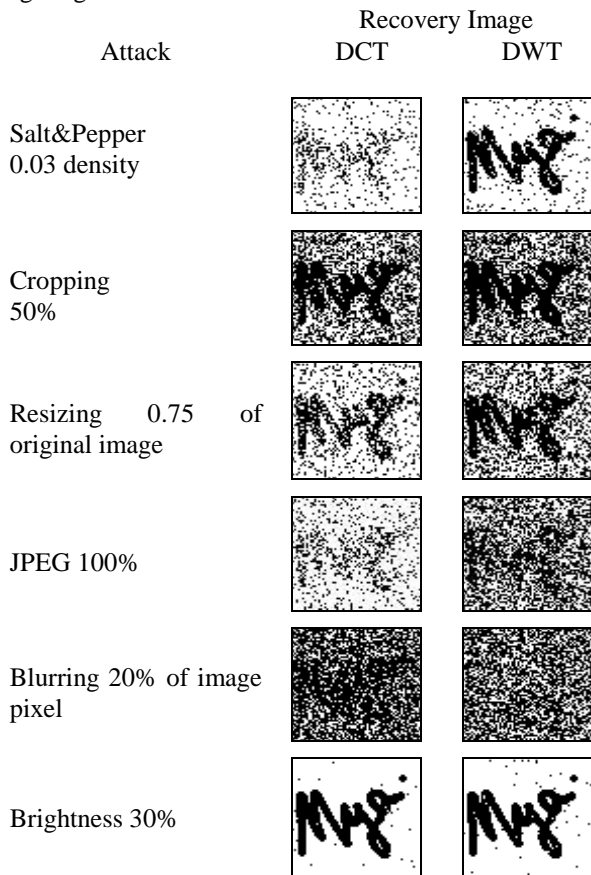 Recovery Image
Attack DCT DWT
Salt&Pepper
0.03 density
Cropping
50%
Resizing 0.75 of
original image
JPEG 100%
Blurring 20% of image
pixel
Brightness 30%